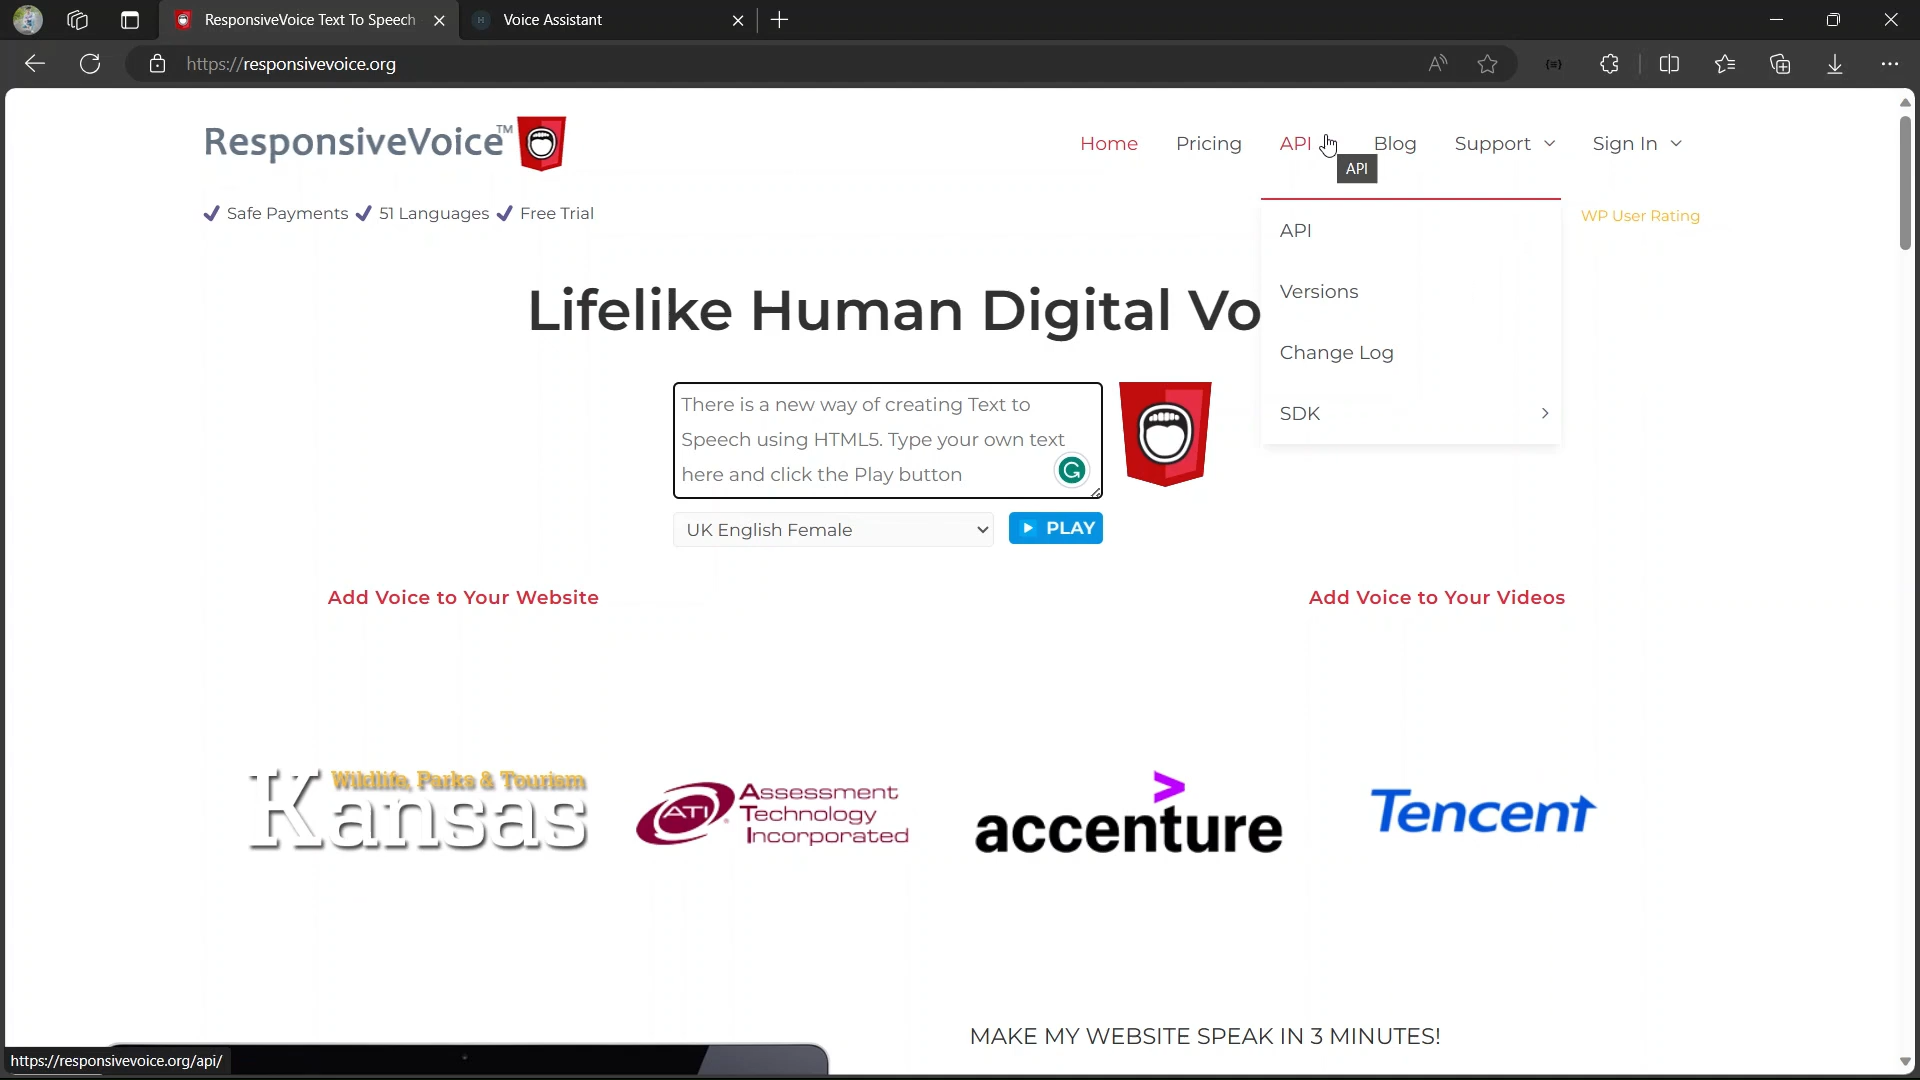 ResponsiveVoice Text To Speech
Voice Assistant
https://responsivevoice.org
ResponsiveVoice™
Home
Pricing
API
Blog
Support
Sign In
API
Safe Payments
51 Languages
Free Trial
WP User Rating
API
Versions
Change Log
SDK
Lifelike Human Digital Vo
There is a new way of creating Text to
Speech using HTML5. Type your own text
here and click the Play button
UK English Female
PLAY
Add Voice to Your Website
Add Voice to Your Videos
Wildlife, Parks & Tourism
Kansas
ATI
Assessment
Technology
Incorporated
accenture
Tencent
MAKE MY WEBSITE SPEAK IN 3 MINUTES!
https://responsivevoice.org/api/